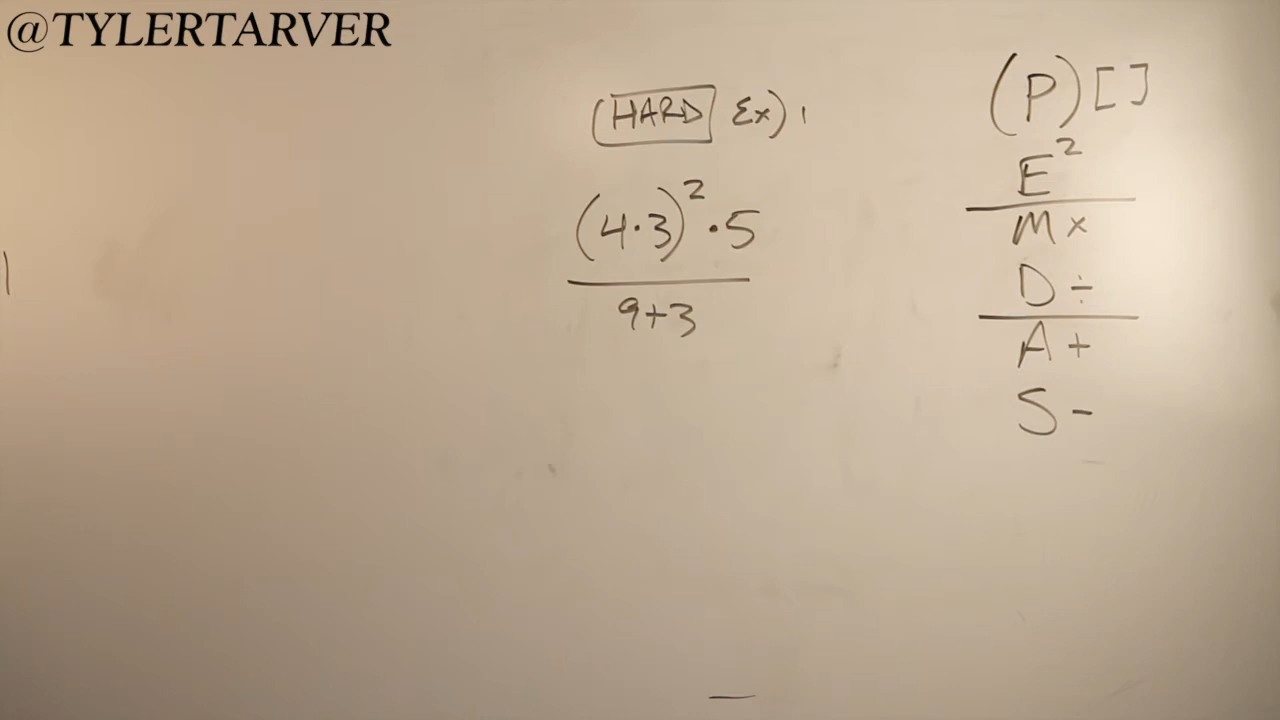 @TYLERTARVER
(HARD Ex) 1
(4·3)²·5
9+3
(P) [ ]
E²
M ×
D ÷
A +
S -